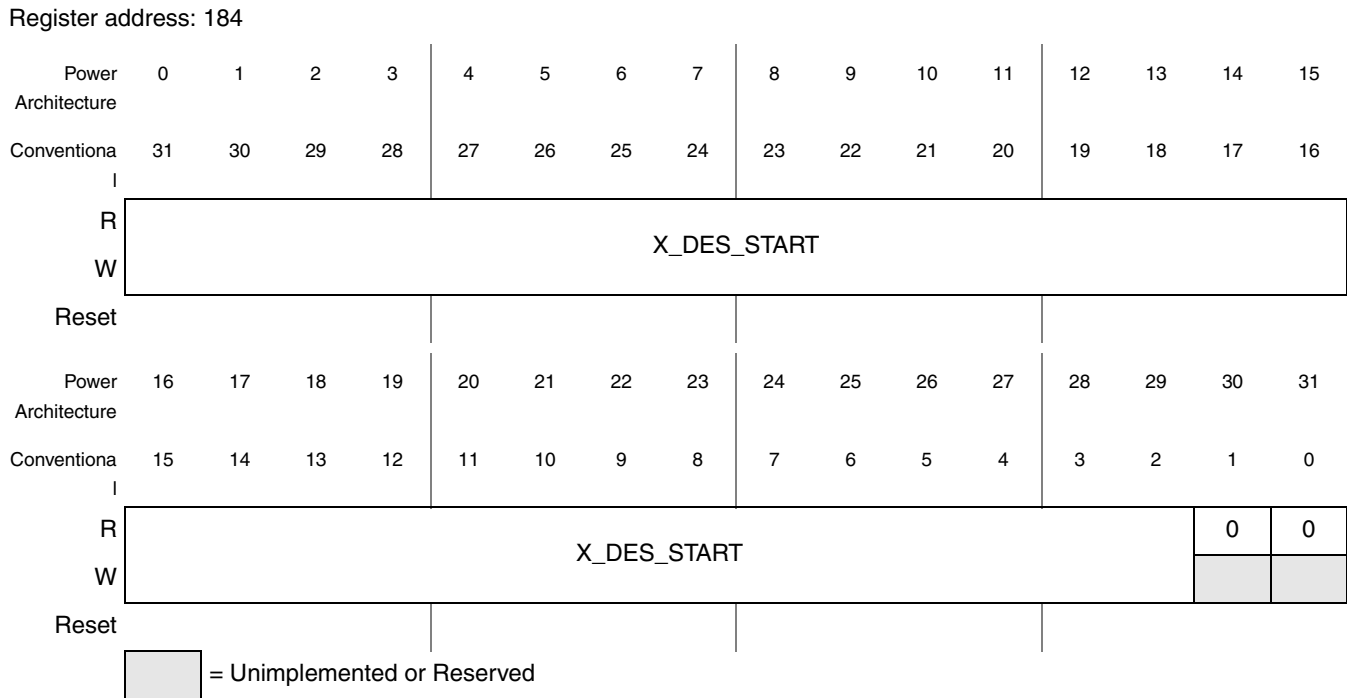 Register address: 184
Power 0 1 2 3 4 5 6 7 8 9 10 11 12 13 14 15
Architecture
Conventiona 31 30 29 28 27 26 25 24 23 22 21 20 19 18 17 16
l
R
X_DES_START
W
Reset
Power 16 17 18 19 20 21 22 23 24 25 26 27 28 29 30 31
Architecture
Conventiona 15 14 13 12 11 10 9 8 7 6 5 4 3 2 1 0
l
R 0 0
X_DES_START
W
Reset
= Unimplemented or Reserved